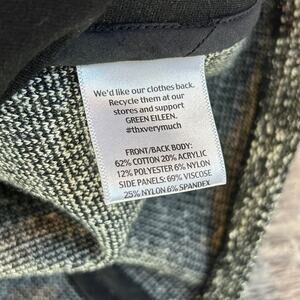 We'd like our clothes back.
Recycle them at our
stores and support
GREEN EILEEN.
#thxverymuch
FRONT/BACK BODY:
62% COTTON 20% ACRYLIC
12% POLYESTER 6% NYLON
SIDE PANELS: 69% VISCOSE
25% NYLON 6% SPANDEX